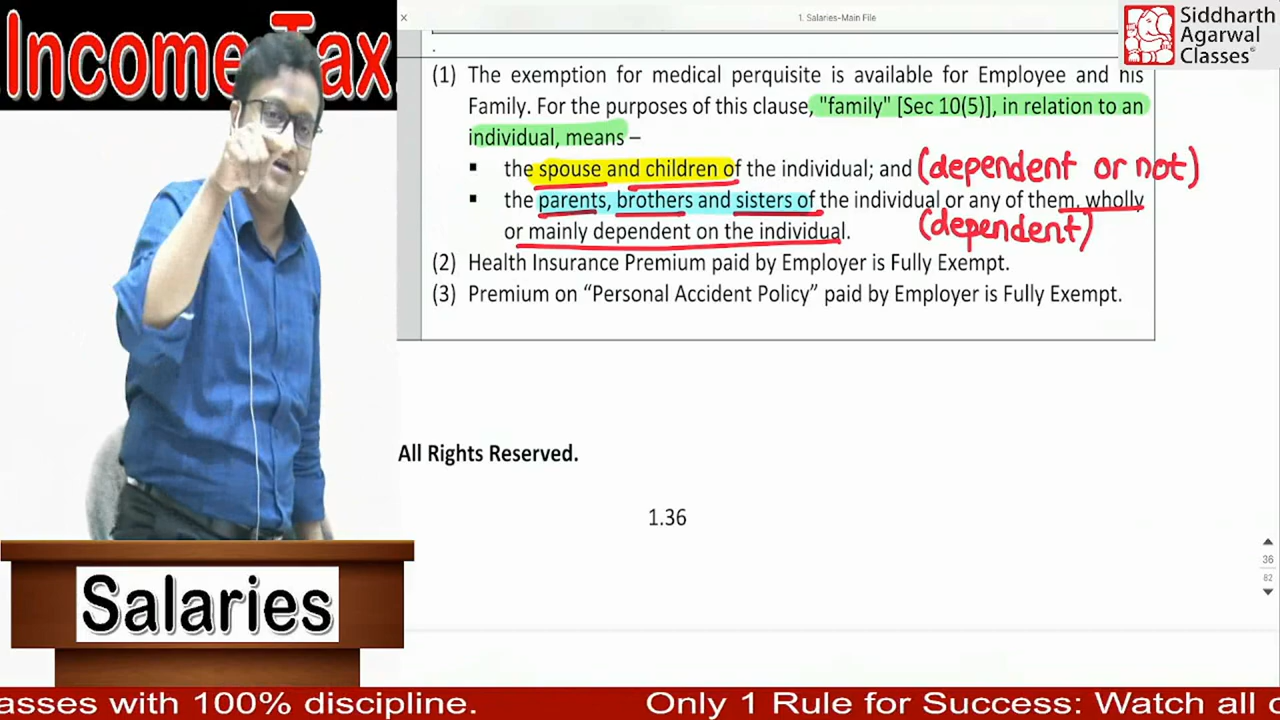 Income Tax
1. Salaries-Main File
Siddharth
Agarwal
Classes
(1) The exemption for medical perquisite is available for Employee and his
Family. For the purposes of this clause, "family" [Sec 10(5)], in relation to an
individual, means –
▪ the spouse and children of the individual; and (dependent or not)
▪ the parents, brothers and sisters of the individual or any of them, wholly
or mainly dependent on the individual. (dependent)
(2) Health Insurance Premium paid by Employer is Fully Exempt.
(3) Premium on “Personal Accident Policy” paid by Employer is Fully Exempt.
All Rights Reserved.
1.36
36
82
Salaries
asses with 100% discipline. Only 1 Rule for Success: Watch all c